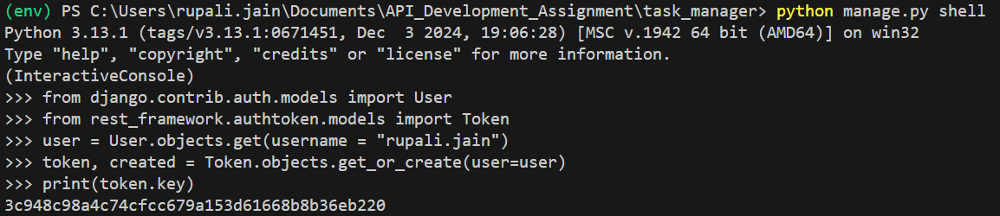 (env) PS C:\Users\rupali.jain\Documents\API_Development_Assignment\task_manager> python manage.py shell
Python 3.13.1 (tags/v3.13.1:0671451, Dec  3 2024, 19:06:28) [MSC v.1942 64 bit (AMD64)] on win32
Type "help", "copyright", "credits" or "license" for more information.
(InteractiveConsole)
>>> from django.contrib.auth.models import User
>>> from rest_framework.authtoken.models import Token
>>> user = User.objects.get(username = "rupali.jain")
>>> token, created = Token.objects.get_or_create(user=user)
>>> print(token.key)
3c948c98a4c74cfcc679a153d61668b8b36eb220